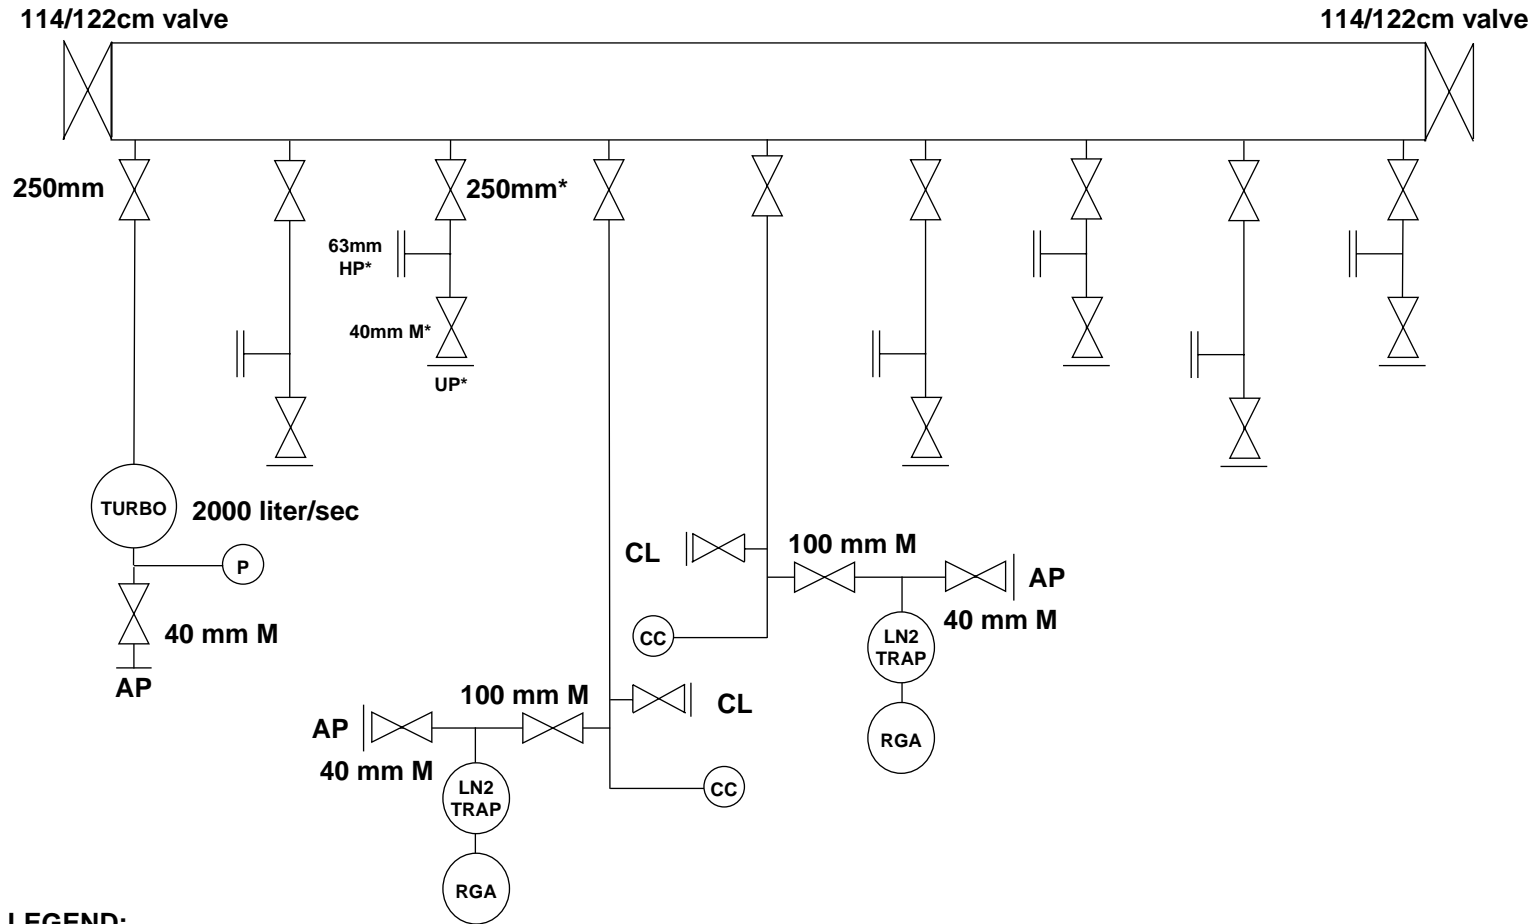 114/122cm valve
114/122cm valve
250mm
250mm*
63mm
HP*
40mm M*
UP*
TURBO
2000 liter/sec
P
40 mm M
AP
CL
100 mm M
AP
40 mm M
CC
LN2
TRAP
RGA
100 mm M
CL
AP
40 mm M
LN2
TRAP
CC
RGA
LEGEND: